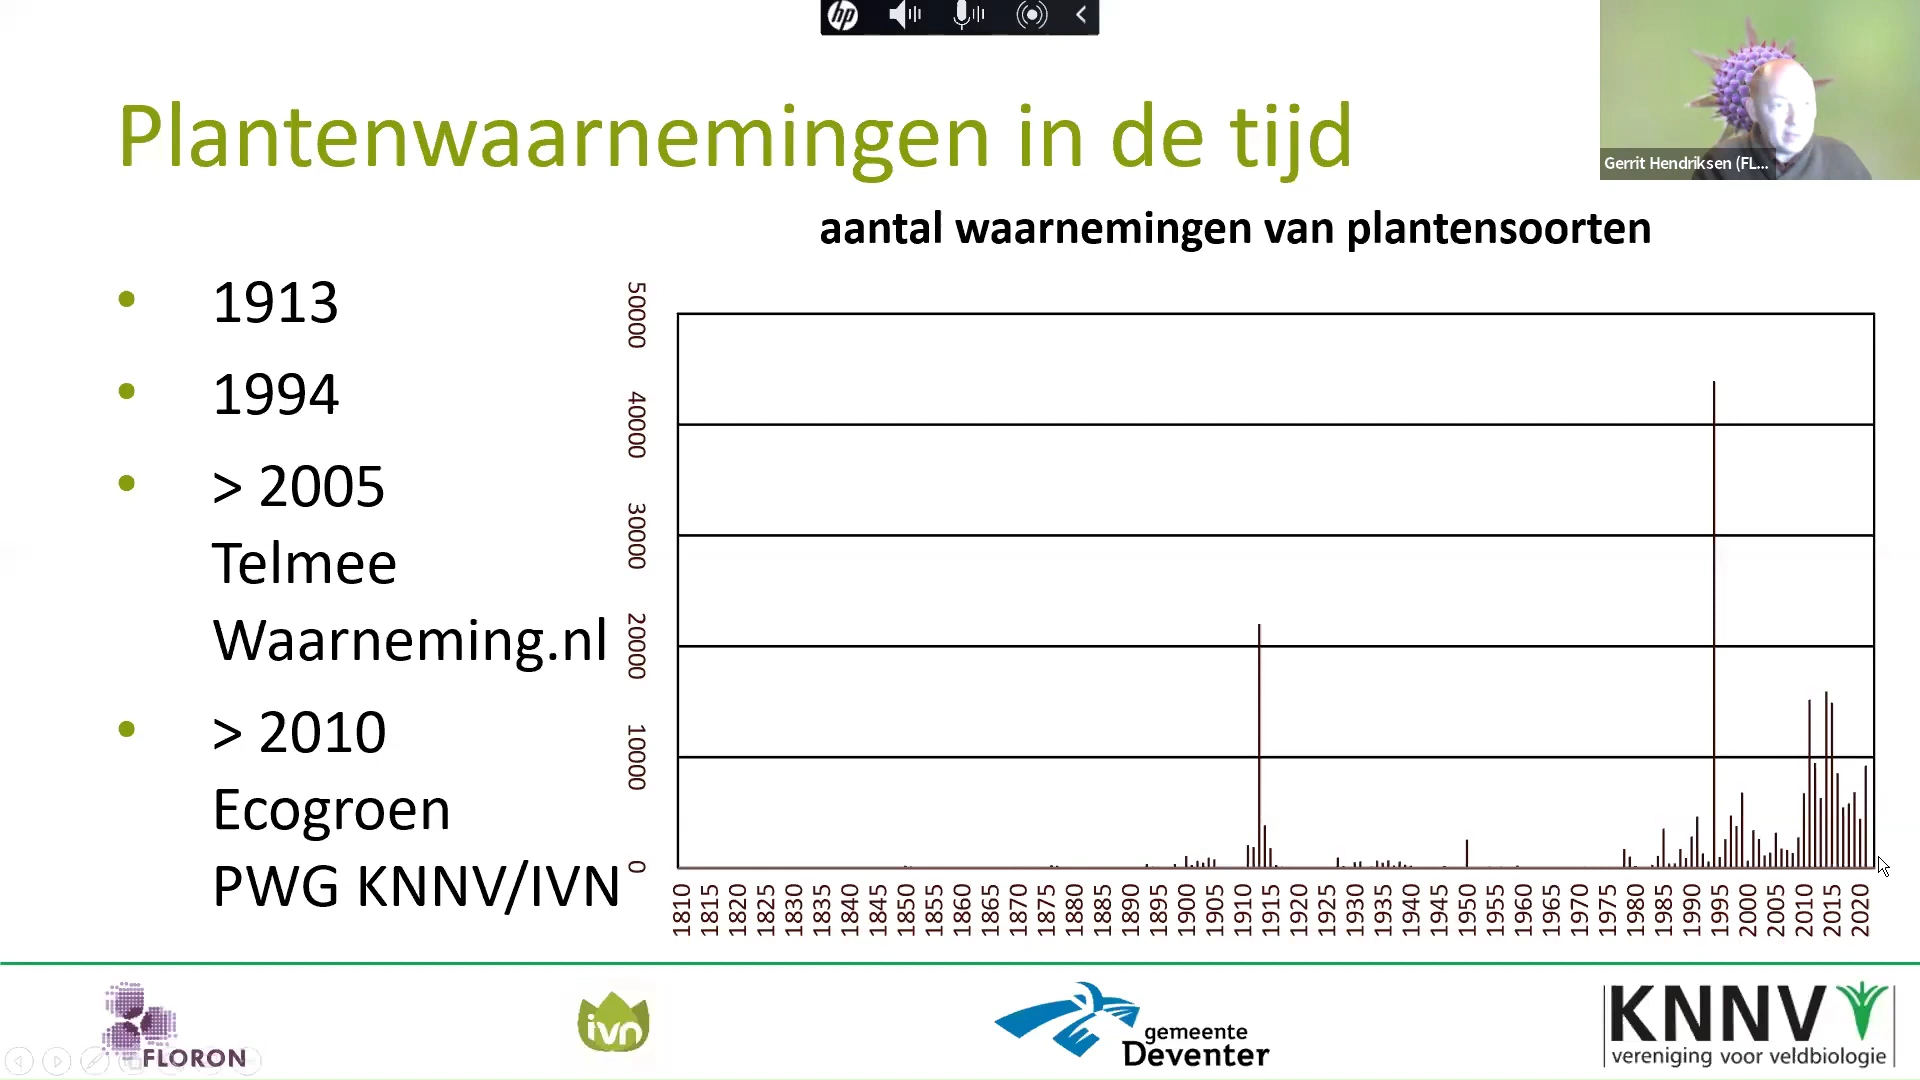 hp
Plantenwaarnemingen in de tijd
Gerrit Hendriksen (FL...
aantal waarnemingen van plantensoorten
• 1913
• 1994
• > 2005
Telmee
Waarneming.nl
• > 2010
Ecogroen
PWG KNNV/IVN
50000
40000
30000
20000
10000
0
1810 1815 1820 1825 1830 1835 1840 1845 1850 1855 1860 1865 1870 1875 1880 1885 1890 1895 1900 1905 1910 1915 1920 1925 1930 1935 1940 1945 1950 1955 1960 1965 1970 1975 1980 1985 1990 1995 2000 2005 2010 2015 2020
FLORON
ivn
gemeente
Deventer
KNNV
vereniging voor veldbiologie